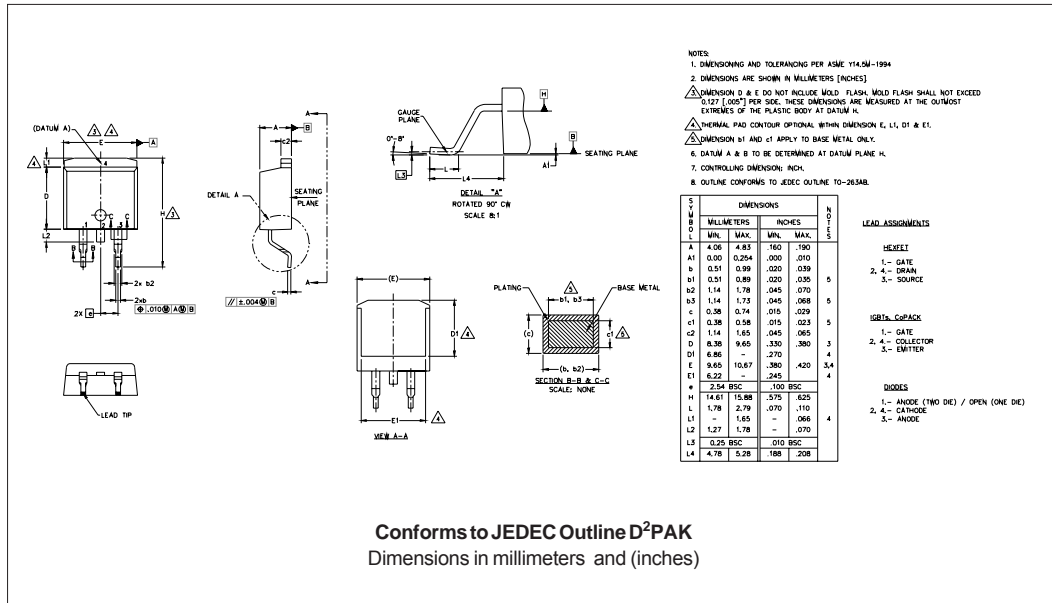 (DATUM A)
3 4
E
A
4
L1
4
D
H 3
C C
1 2 3
L2
B B
2x b2
2xb
2x e
⌖ .010 Ⓜ A Ⓜ B
LEAD TIP
A
A B
c2
DETAIL A
SEATING
PLANE
c
A
// ±.004 Ⓜ B
H
GAUGE
PLANE
0°-8°
B
SEATING PLANE
L3
L
A1
L4
DETAIL "A"
ROTATED 90° CW
SCALE 8:1
(E)
D1 4
E1 4
VIEW A-A
5
PLATING
b1, b3
BASE METAL
(c)
c1 5
(b, b2)
SECTION B-B & C-C
SCALE: NONE
NOTES:
1. DIMENSIONING AND TOLERANCING PER ASME Y14.5M-1994
2. DIMENSIONS ARE SHOWN IN MILLIMETERS [INCHES]
3. DIMENSION D & E DO NOT INCLUDE MOLD FLASH. MOLD FLASH SHALL NOT EXCEED
0.127 [.005"] PER SIDE. THESE DIMENSIONS ARE MEASURED AT THE OUTMOST
EXTREMES OF THE PLASTIC BODY AT DATUM H.
4. THERMAL PAD CONTOUR OPTIONAL WITHIN DIMENSION E, L1, D1 & E1.
5. DIMENSION b1 AND c1 APPLY TO BASE METAL ONLY.
6. DATUM A & B TO BE DETERMINED AT DATUM PLANE H.
7. CONTROLLING DIMENSION: INCH.
8. OUTLINE CONFORMS TO JEDEC OUTLINE TO-263AB.
SYMBOL DIMENSIONS NOTES
MILLIMETERS INCHES
MIN. MAX. MIN. MAX.
A 4.06 4.83 .160 .190
A1 0.00 0.254 .000 .010
b 0.51 0.99 .020 .039
b1 0.51 0.89 .020 .035 5
b2 1.14 1.78 .045 .070
b3 1.14 1.73 .045 .068 5
c 0.38 0.74 .015 .029
c1 0.38 0.58 .015 .023 5
c2 1.14 1.65 .045 .065
D 8.38 9.65 .330 .380 3
D1 6.86 – .270 4
E 9.65 10.67 .380 .420 3,4
E1 6.22 – .245 4
e 2.54 BSC .100 BSC
H 14.61 15.88 .575 .625
L 1.78 2.79 .070 .110
L1 – 1.65 – .066 4
L2 1.27 1.78 – .070
L3 0.25 BSC .010 BSC
L4 4.78 5.28 .188 .208
LEAD ASSIGNMENTS
HEXFET
1.- GATE
2, 4.- DRAIN
3.- SOURCE
IGBTs, CoPACK
1.- GATE
2, 4.- COLLECTOR
3.- EMITTER
DIODES
1.- ANODE (TWO DIE) / OPEN (ONE DIE)
2, 4.- CATHODE
3.- ANODE
Conforms to JEDEC Outline D²PAK
Dimensions in millimeters and (inches)